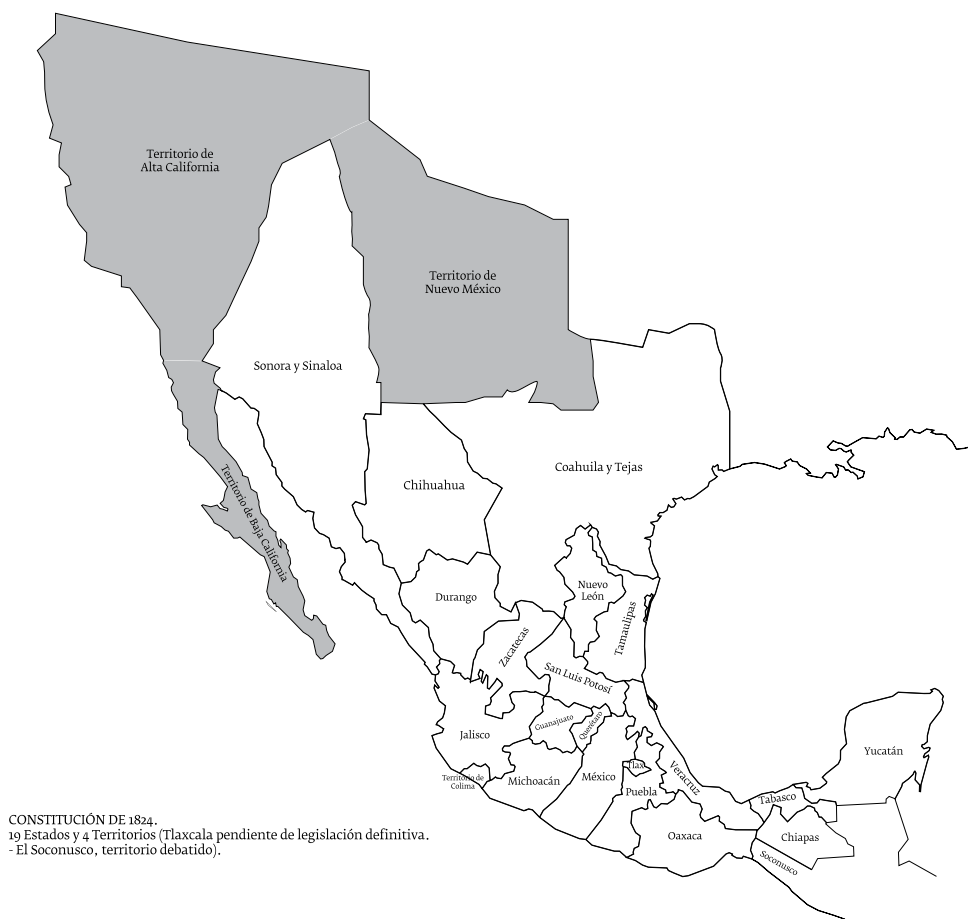 Territorio de
Alta California
Territorio de
Nuevo México
Sonora y Sinaloa
Coahuila y Tejas
Chihuahua
Territorio de Baja California
Nuevo
León
Durango
Tamaulipas
Zacatecas
San Luis Potosí
Guanajuato
Querétaro
Jalisco
Yucatán
Tlax.
México
Veracruz
Territorio de
Colima
Michoacán
Puebla
Tabasco
Oaxaca
Chiapas
Soconusco
CONSTITUCIÓN DE 1824.
19 Estados y 4 Territorios (Tlaxcala pendiente de legislación definitiva.
- El Soconusco, territorio debatido).